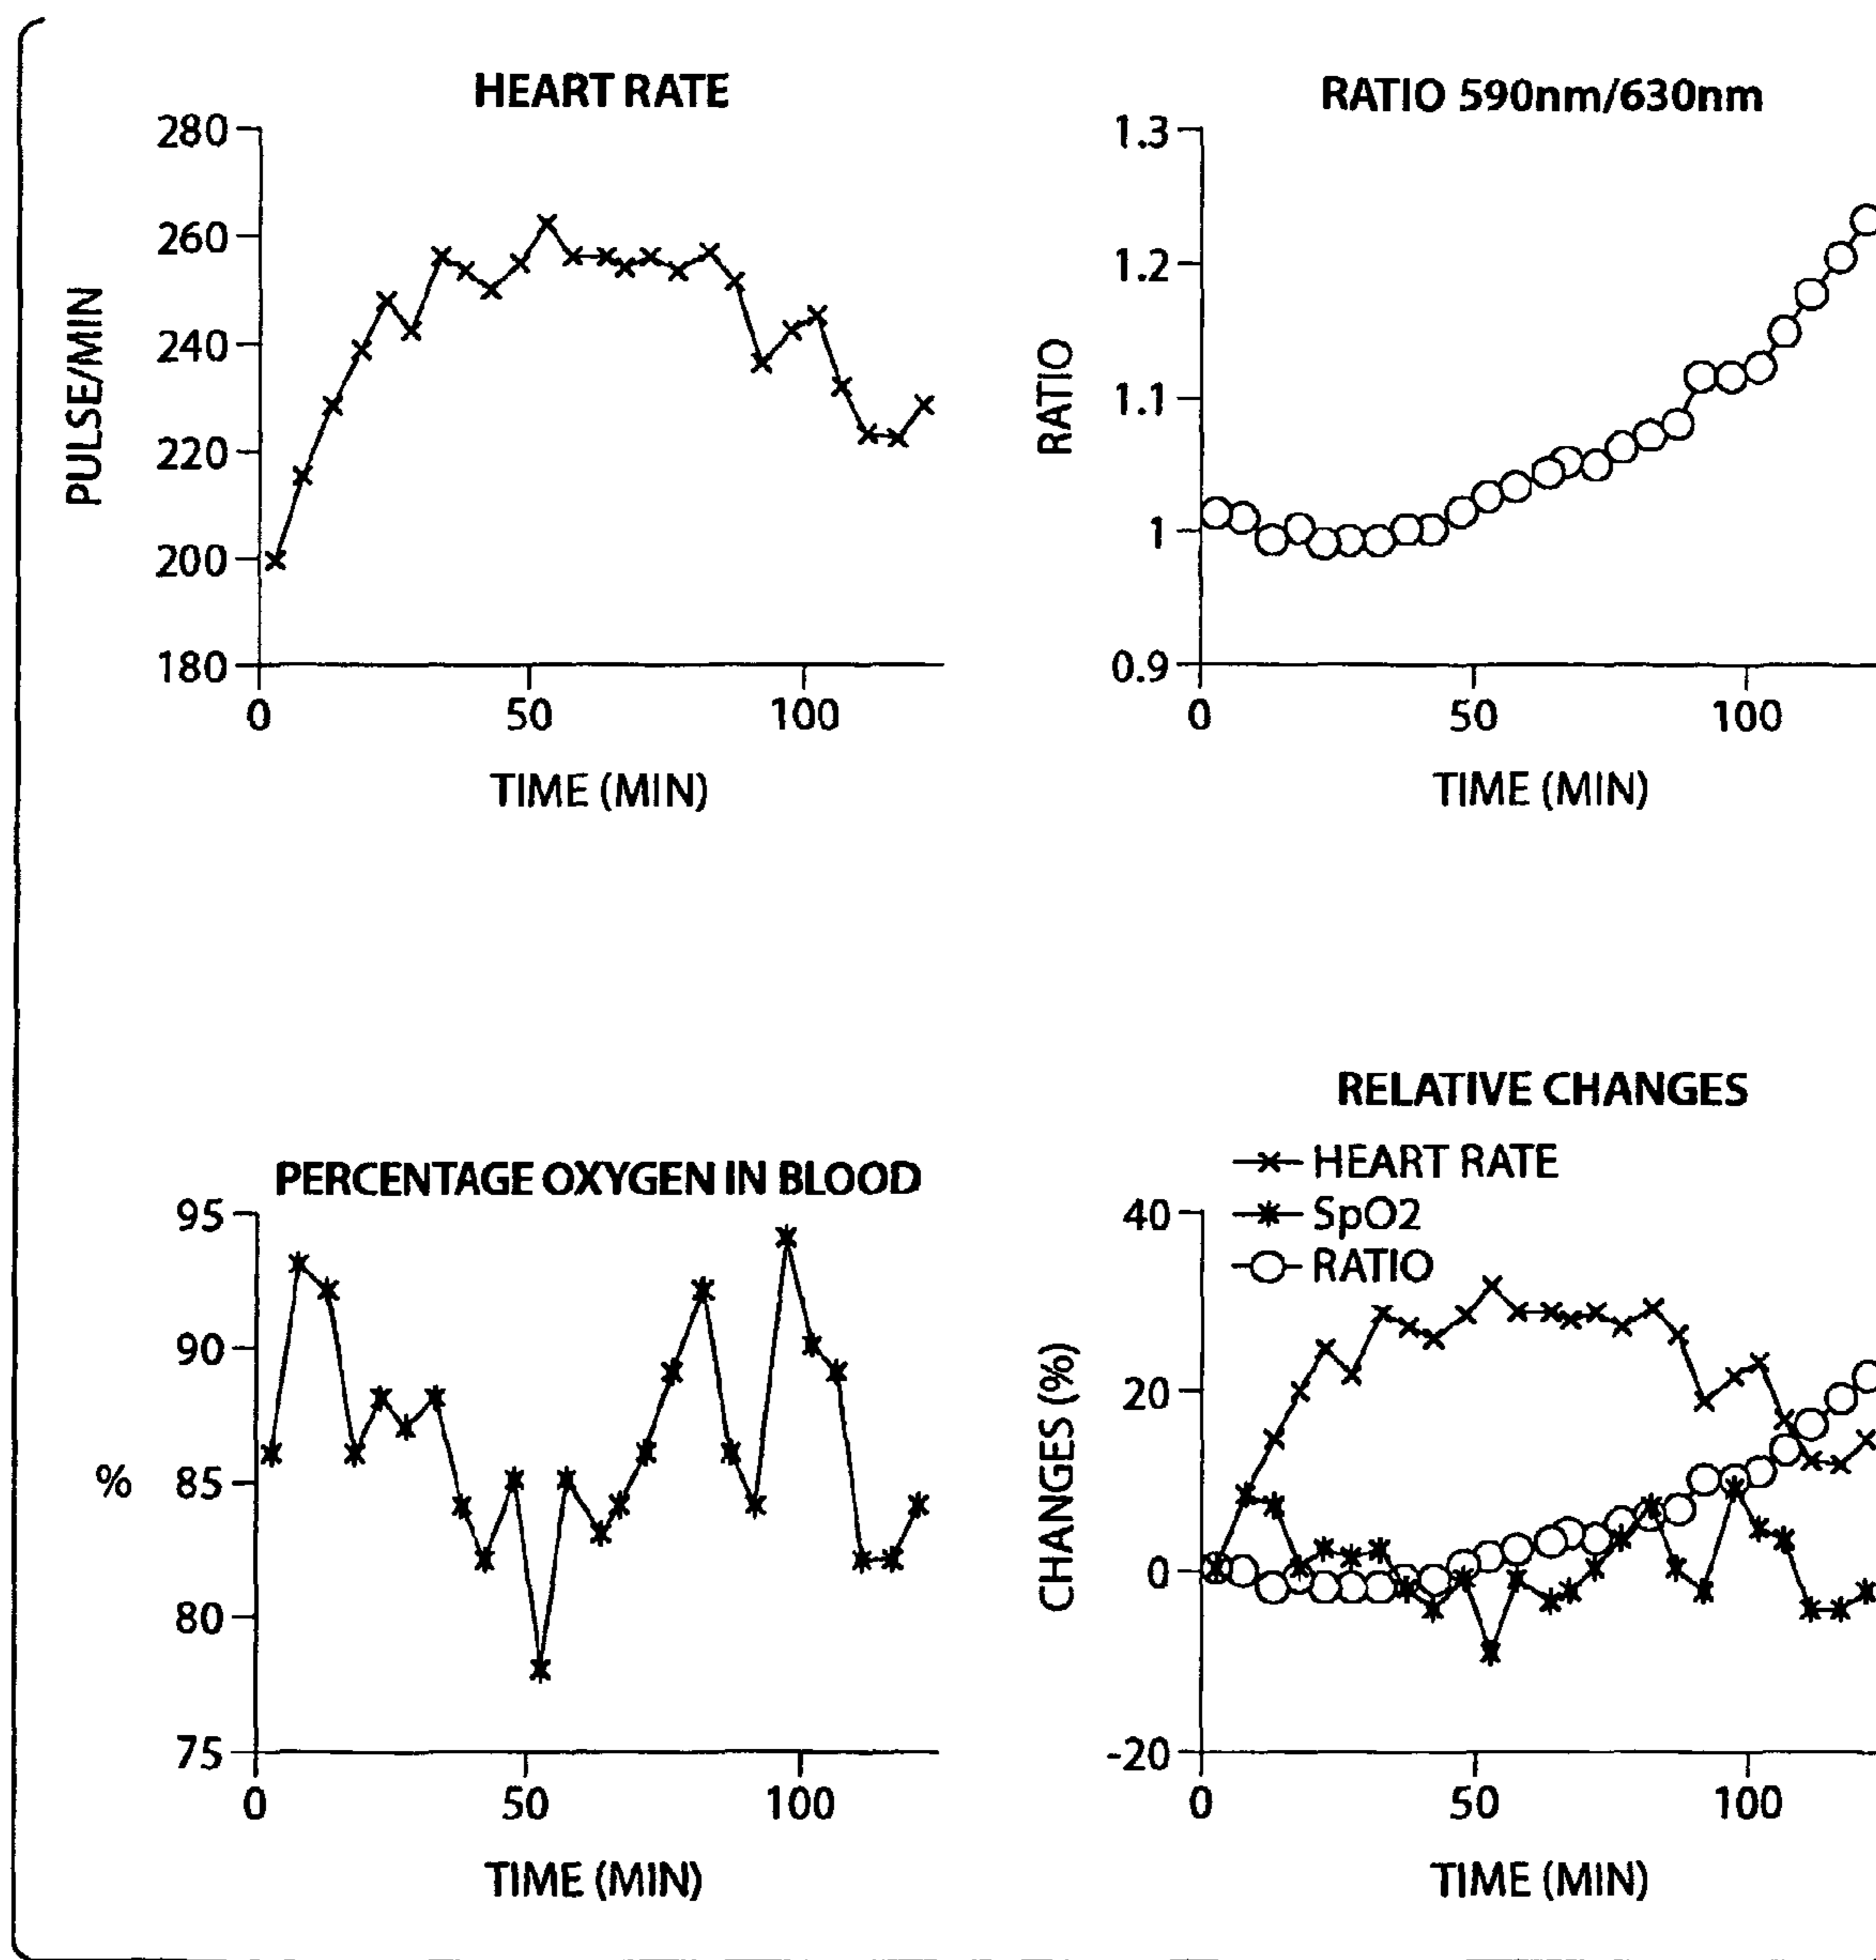 HEART RATE
280
260
240
220
200
180
PULSE/MIN
0 50 100
TIME (MIN)
RATIO 590nm/630nm
1.3
1.2
1.1
1
0.9
RATIO
0 50 100
TIME (MIN)
PERCENTAGE OXYGEN IN BLOOD
95
90
85
80
75
%
0 50 100
TIME (MIN)
RELATIVE CHANGES
HEART RATE
SpO2
RATIO
40
20
0
-20
CHANGES (%)
0 50 100
TIME (MIN)